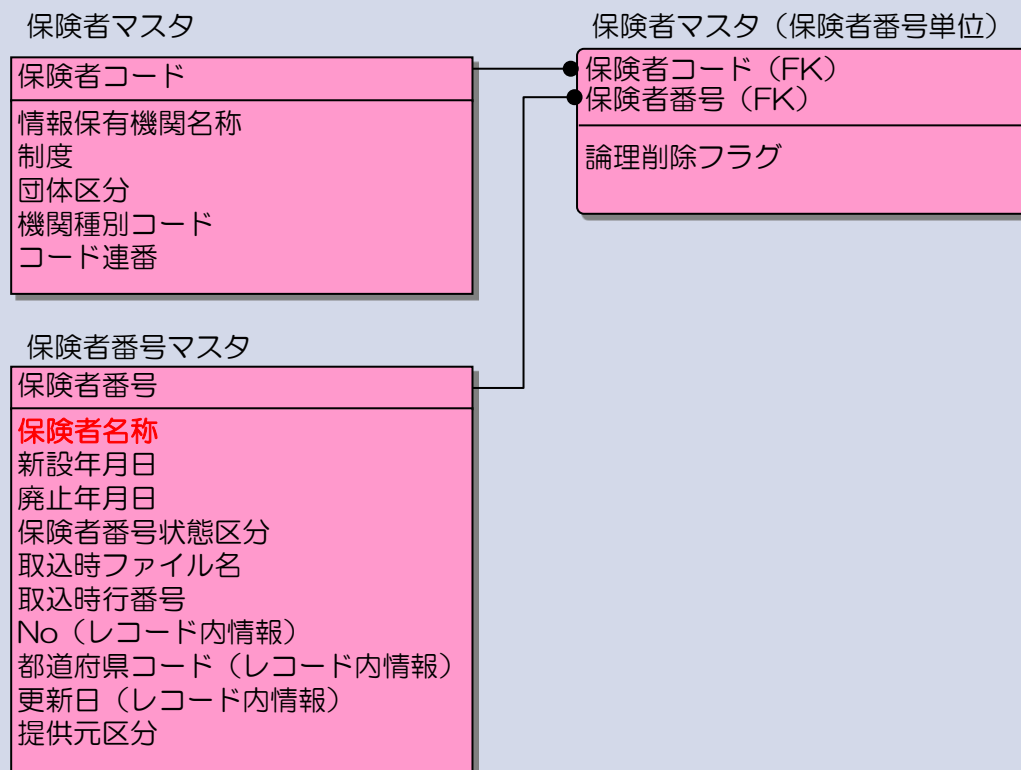 保険者マスタ
保険者コード
情報保有機関名称
制度
団体区分
機関種別コード
コード連番
保険者マスタ（保険者番号単位）
保険者コード（FK）
保険者番号（FK）
論理削除フラグ
保険者番号マスタ
保険者番号
保険者名称
新設年月日
廃止年月日
保険者番号状態区分
取込時ファイル名
取込時行番号
No（レコード内情報）
都道府県コード（レコード内情報）
更新日（レコード内情報）
提供元区分